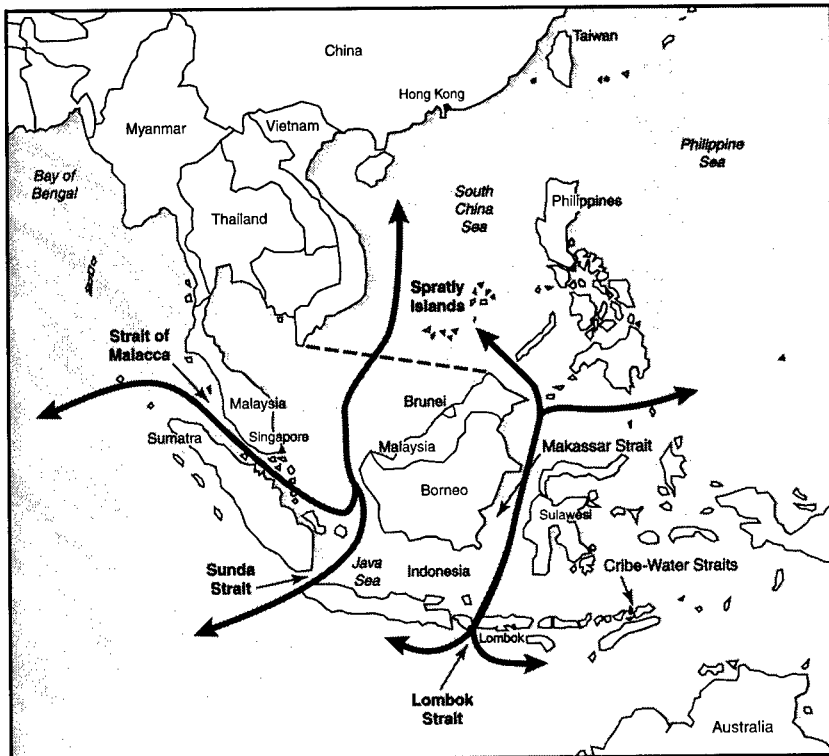 Taiwan
China
Hong Kong
Myanmar
Vietnam
Philippine
Sea
Bay of
Bengal
South
China
Sea
Philippines
Thailand
Spratly
Islands
Strait of
Malacca
Malaysia
Brunei
Sumatra
Singapore
Malaysia
Makassar Strait
Borneo
Sulawesi
Sunda
Strait
Java
Sea
Indonesia
Cribe-Water Straits
Lombok
Lombok
Strait
Australia